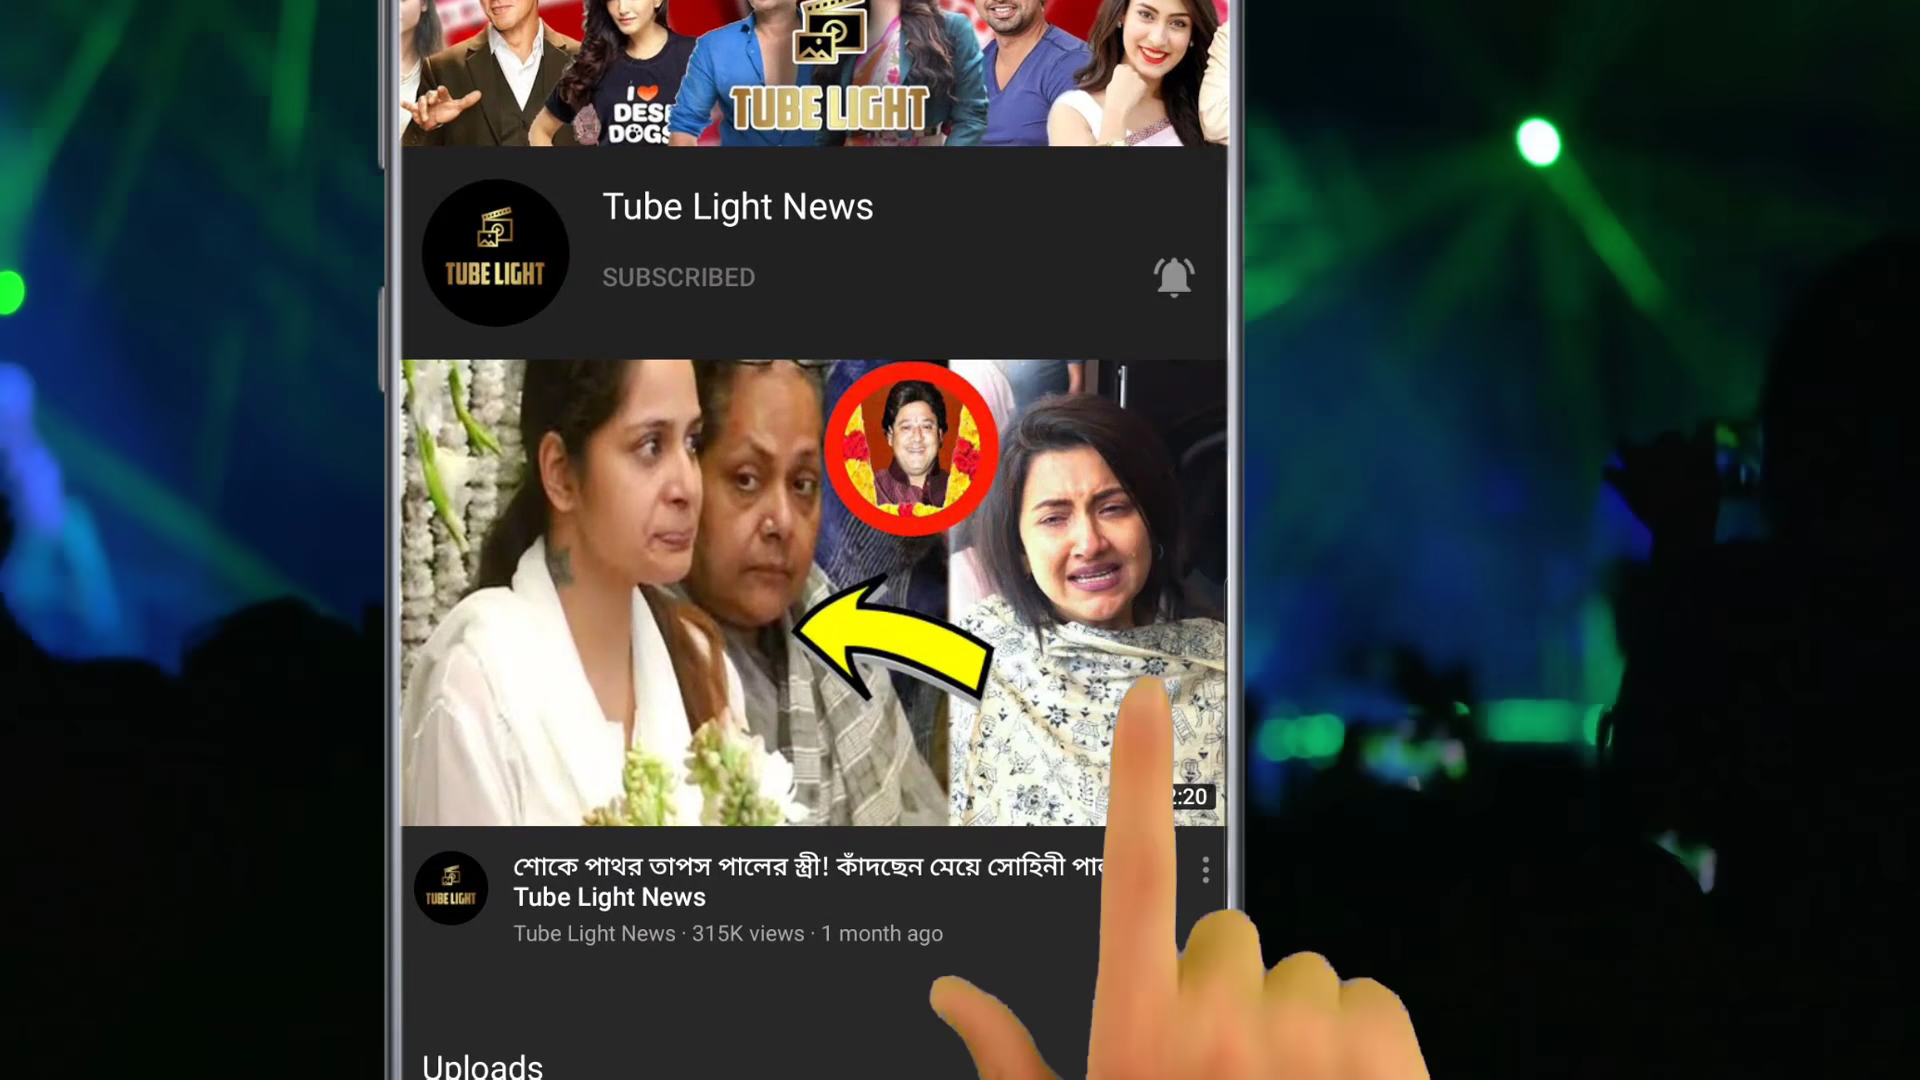 I ❤ DESI
DOGS
TUBE LIGHT
Tube Light News
TUBE LIGHT
SUBSCRIBED
:20
শোকে পাথর তাপস পালের স্ত্রী! কাঁদছেন মেয়ে সোহিনী
TUBE LIGHT
Tube Light News
Tube Light News · 315K views · 1 month ago
Uploads